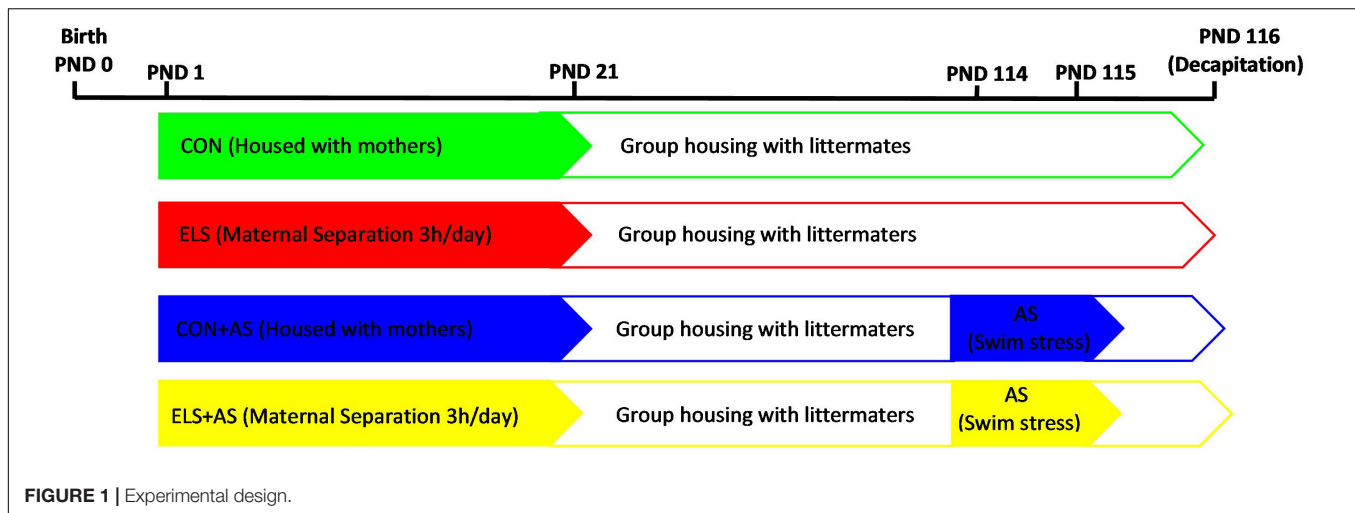 Birth
PND 0
PND 1
PND 21
PND 114
PND 115
PND 116
(Decapitation)
CON (Housed with mothers)
Group housing with littermates
ELS (Maternal Separation 3h/day)
Group housing with littermaters
CON+AS (Housed with mothers)
Group housing with littermaters
AS
(Swim stress)
ELS+AS (Maternal Separation 3h/day)
Group housing with littermaters
AS
(Swim stress)
FIGURE 1 | Experimental design.